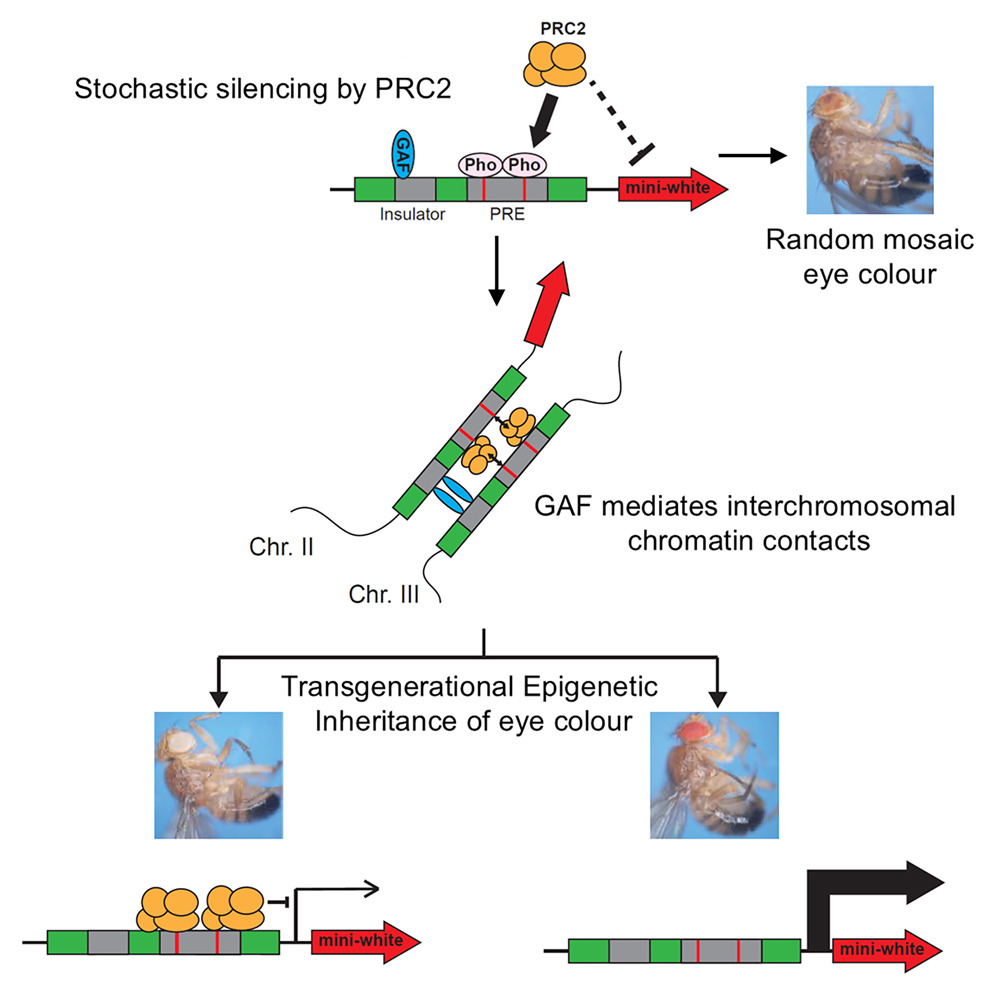 PRC2
Stochastic silencing by PRC2
GAF
Pho
Pho
mini-white
Insulator
PRE
Random mosaic
eye colour
GAF mediates interchromosomal
chromatin contacts
Chr. II
Chr. III
Transgenerational Epigenetic
Inheritance of eye colour
mini-white
mini-white